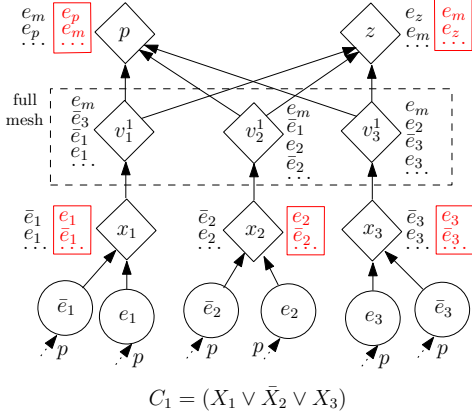 e_m
e_p
...
e_p
e_m
...
p
z
e_z
e_m
...
e_m
e_z
...
full
mesh
e_m
ē_3
ē_1
e_1
...
v_1^1
v_2^1
e_m
ē_1
e_2
ē_2
...
v_3^1
e_m
e_2
ē_3
e_3
...
ē_1
e_1
...
e_1
ē_1
...
x_1
ē_2
e_2
...
x_2
e_2
ē_2
...
x_3
ē_3
e_3
...
e_3
ē_3
...
ē_1
e_1
ē_2
e_2
e_3
ē_3
p
p
p
p
p
p
C_1 = (X_1 ∨ X̄_2 ∨ X_3)